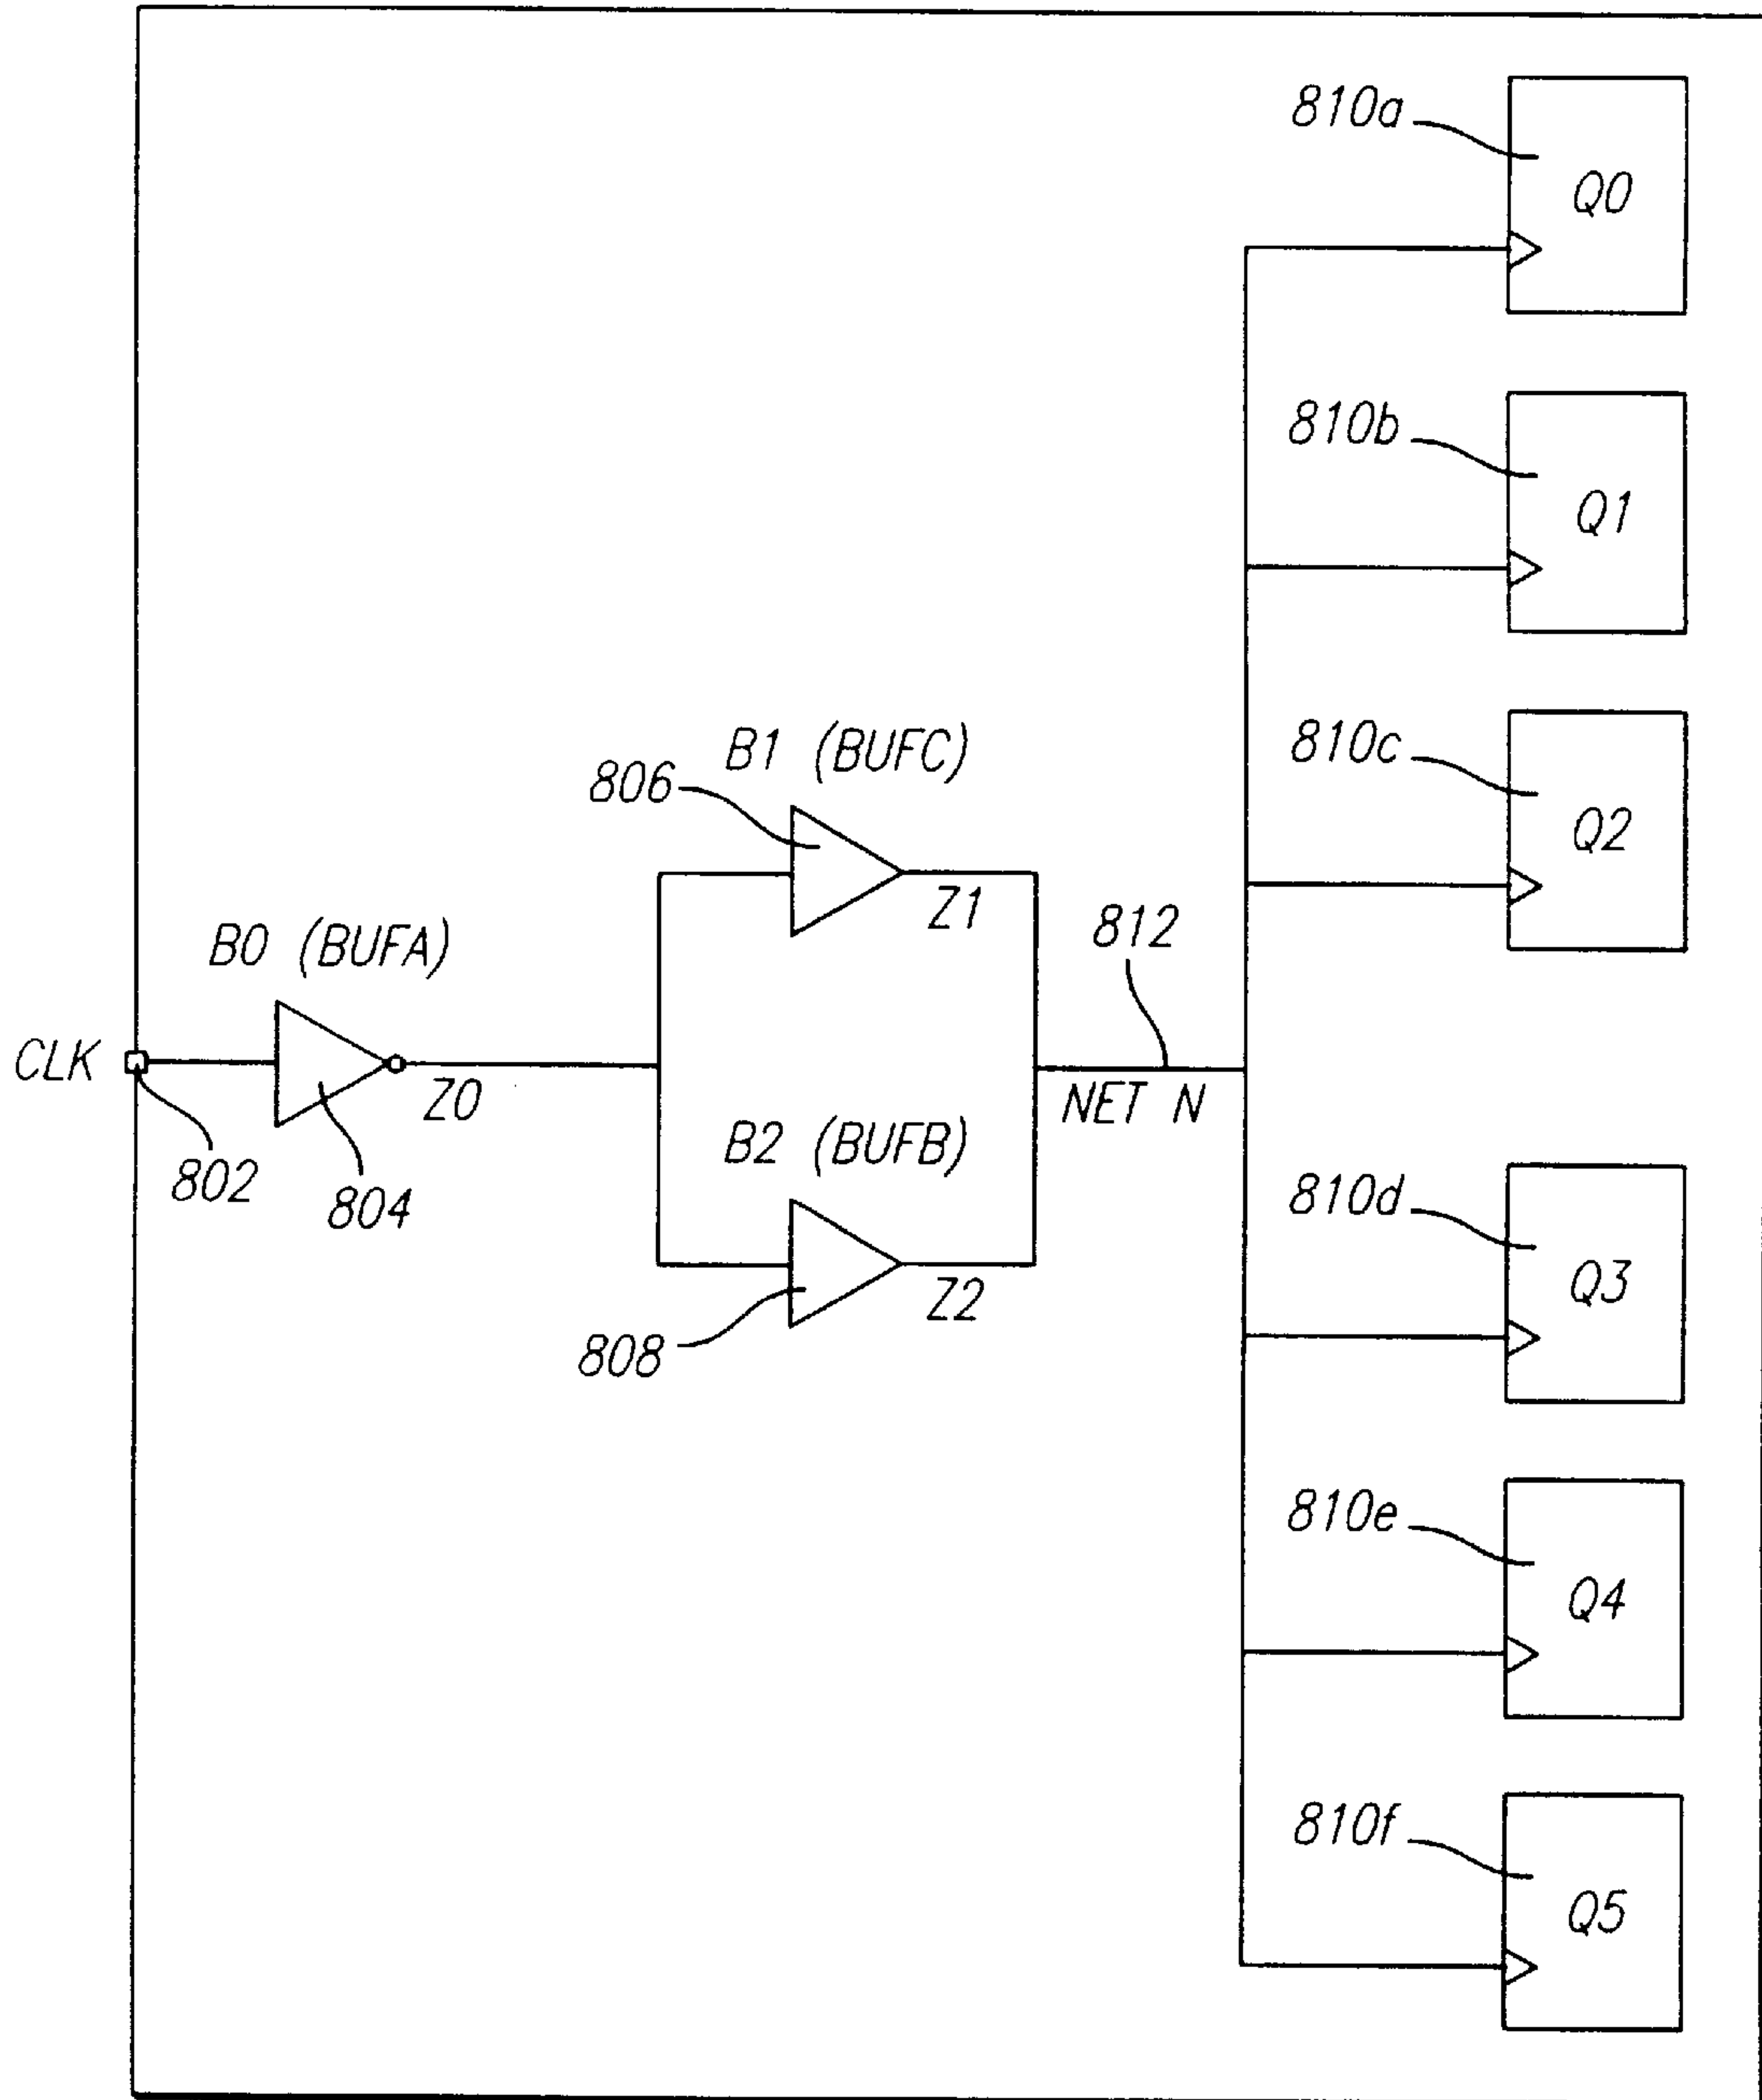 810a
Q0
810b
Q1
B1 (BUFC)
810c
806
Q2
Z1
812
B0 (BUFA)
CLK
Z0
NET N
B2 (BUFB)
802
804
810d
Q3
Z2
808
810e
Q4
810f
Q5